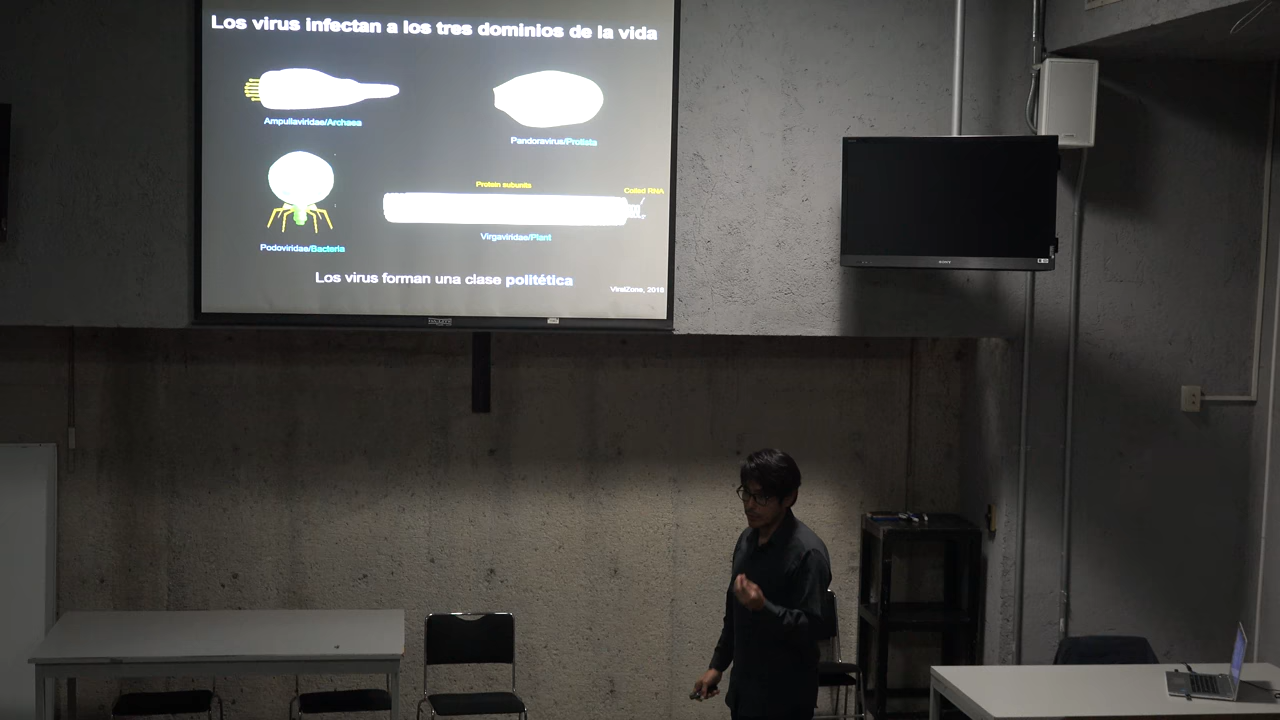 Los virus infectan a los tres dominios de la vida
Ampullaviridae/Archaea
Pandoravirus/Protista
Protein subunits
Coiled RNA
Virgaviridae/Plant
Podoviridae/Bacteria
Los virus forman una clase politética
ViralZone, 2018
SONY